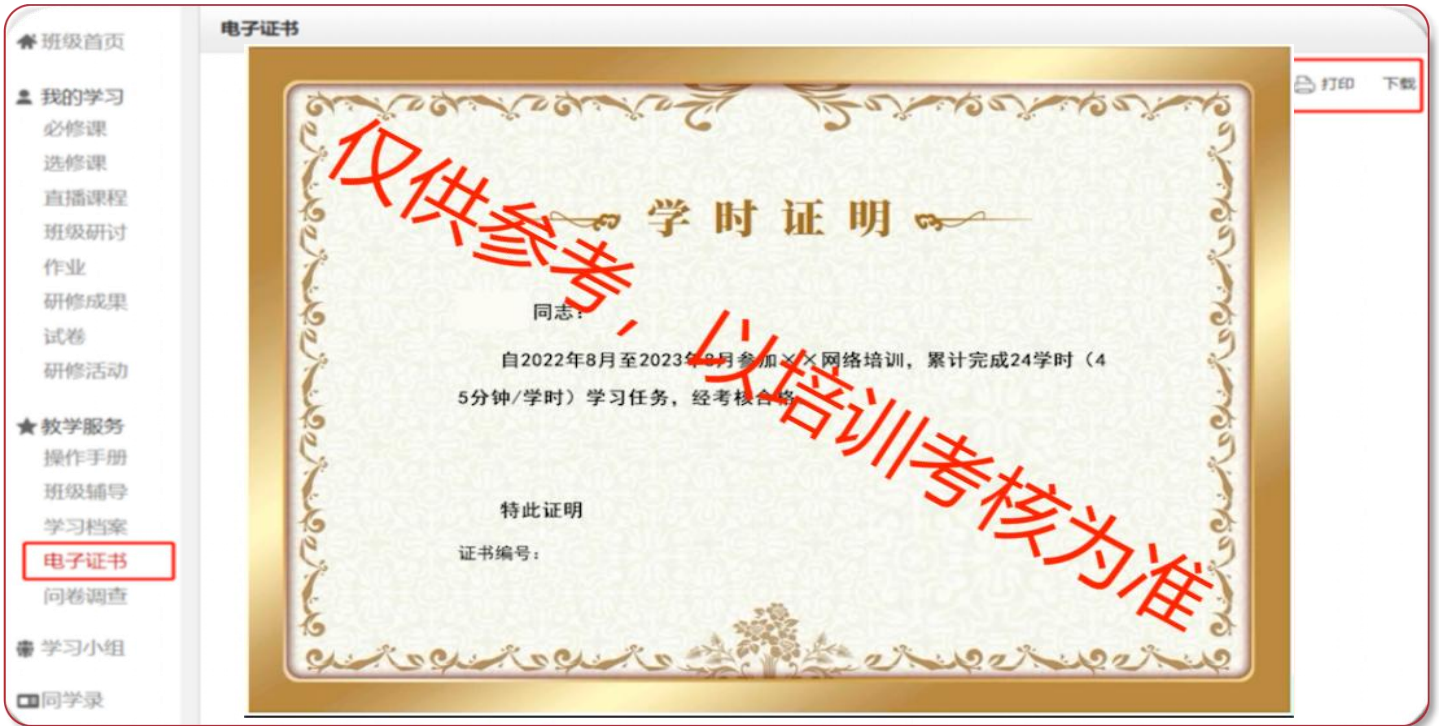 班级首页
我的学习
必修课
选修课
直播课程
班级研讨
作业
研修成果
试卷
研修活动
教学服务
操作手册
班级辅导
学习档案
电子证书
问卷调查
学习小组
同学录
电子证书
打印 下载
学时证明
同志：
自2022年8月至2023年8月参加××网络培训，累计完成24学时（4
5分钟/学时）学习任务，经考核合格
特此证明
证书编号：
仅供参考，以培训考核为准